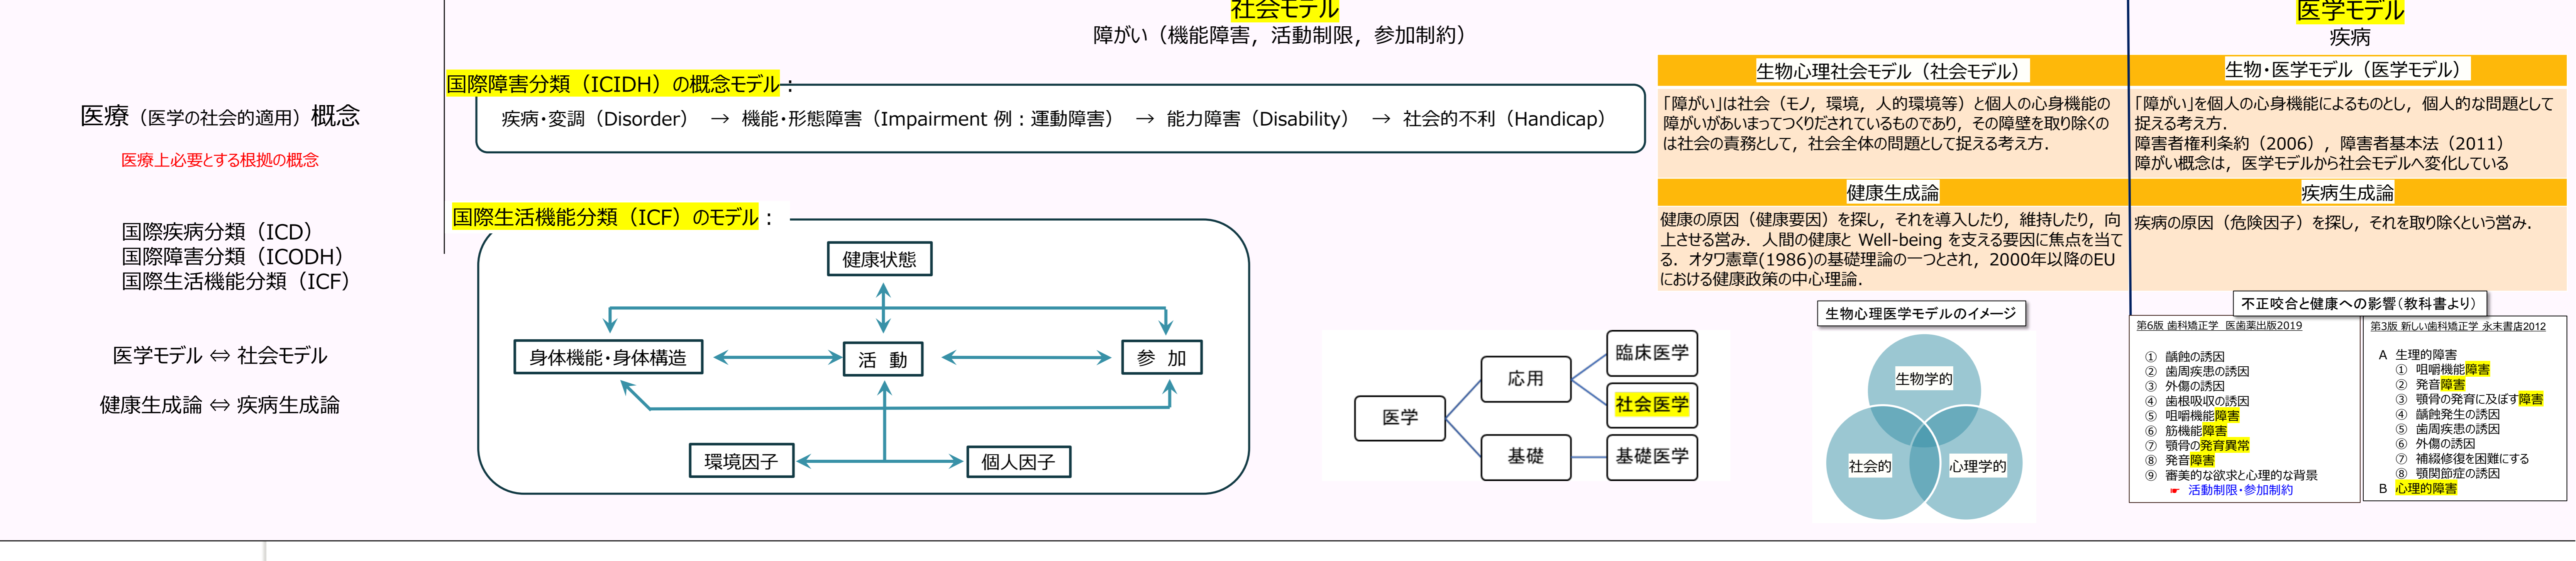 医療（医学の社会的適用）概念
医療上必要とする根拠の概念
国際疾病分類（ICD）
国際障害分類（ICODH）
国際生活機能分類（ICF）
医学モデル ⇔ 社会モデル
健康生成論 ⇔ 疾病生成論
社会モデル
障がい（機能障害，活動制限，参加制約）
国際障害分類（ICIDH）の概念モデル：
疾病・変調（Disorder） → 機能・形態障害（Impairment 例：運動障害） → 能力障害（Disability） → 社会的不利（Handicap）
国際生活機能分類（ICF）のモデル：
健康状態
身体機能・身体構造
活 動
参 加
環境因子
個人因子
医学
応用
基礎
臨床医学
社会医学
基礎医学
生物心理社会モデル（社会モデル）
「障がい」は社会（モノ，環境，人的環境等）と個人の心身機能の
障がいがあいまってつくりだされているものであり，その障壁を取り除くの
は社会の責務として，社会全体の問題として捉える考え方．
健康生成論
健康の原因（健康要因）を探し，それを導入したり，維持したり，向
上させる営み．人間の健康と Well-being を支える要因に焦点を当て
る．オタワ憲章(1986)の基礎理論の一つとされ，2000年以降のEU
における健康政策の中心理論．
生物心理医学モデルのイメージ
生物学的
社会的
心理学的
医学モデル
疾病
生物・医学モデル（医学モデル）
「障がい」を個人の心身機能によるものとし，個人的な問題として
捉える考え方．
障害者権利条約（2006），障害者基本法（2011）
障がい概念は，医学モデルから社会モデルへ変化している
疾病生成論
疾病の原因（危険因子）を探し，それを取り除くという営み．
不正咬合と健康への影響（教科書より）
第6版 歯科矯正学　医歯薬出版2019
① 齲蝕の誘因
② 歯周疾患の誘因
③ 外傷の誘因
④ 歯根吸収の誘因
⑤ 咀嚼機能障害
⑥ 筋機能障害
⑦ 顎骨の発育異常
⑧ 発音障害
⑨ 審美的な欲求と心理的な背景
☛ 活動制限・参加制約
第3版 新しい歯科矯正学 永末書店2012
A 生理的障害
① 咀嚼機能障害
② 発音障害
③ 顎骨の発育に及ぼす障害
④ 齲蝕発生の誘因
⑤ 歯周疾患の誘因
⑥ 外傷の誘因
⑦ 補綴修復を困難にする
⑧ 顎関節症の誘因
B 心理的障害